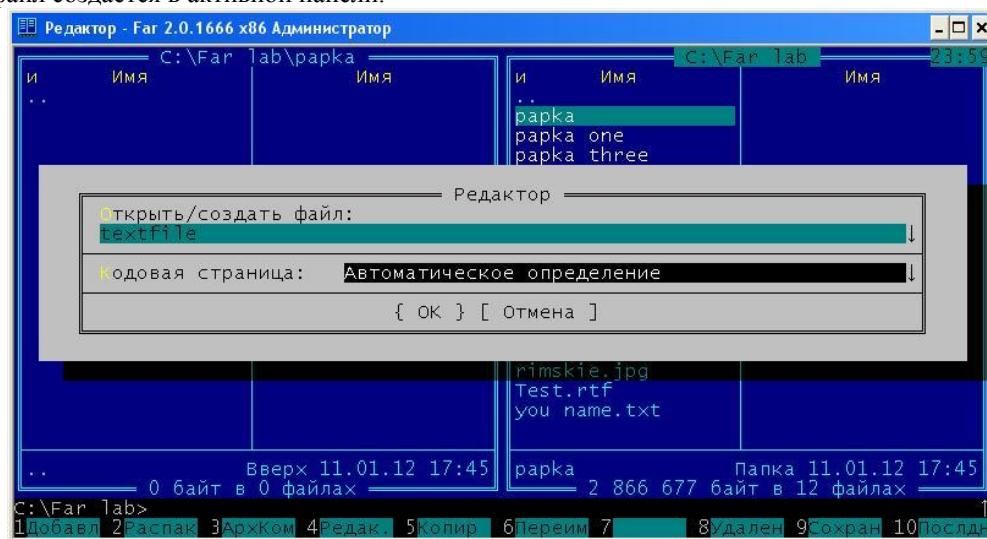 файл создается в активной панели.
Редактор - Far 2.0.1666 x86 Администратор
C:\Far lab\papka
и Имя Имя
..
C:\Far lab 23:59
и Имя Имя
..
papka
papka one
papka three
Редактор
Открыть/создать файл:
textfile ↓
Кодовая страница: Автоматическое определение ↓
{ OK } [ Отмена ]
rimskie.jpg
Test.rtf
you name.txt
.. Вверх 11.01.12 17:45
0 байт в 0 файлах
papka Папка 11.01.12 17:45
2 866 677 байт в 12 файлах
C:\Far lab> ↑
1Добавл 2Распак 3АрхКом 4Редак. 5Копир 6Переим 7 8Удален 9Сохран 10Послдн